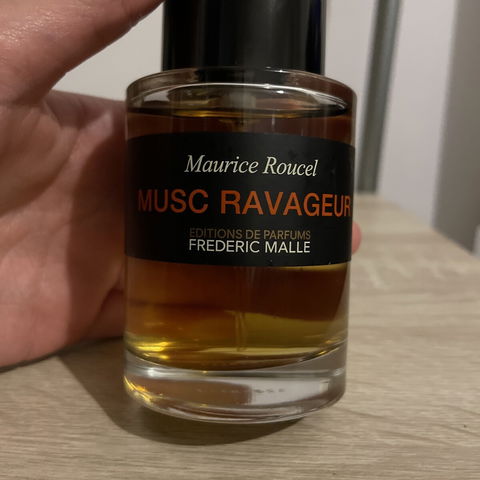 Maurice Roucel
MUSC RAVAGEUR
EDITIONS DE PARFUMS
FREDERIC MALLE